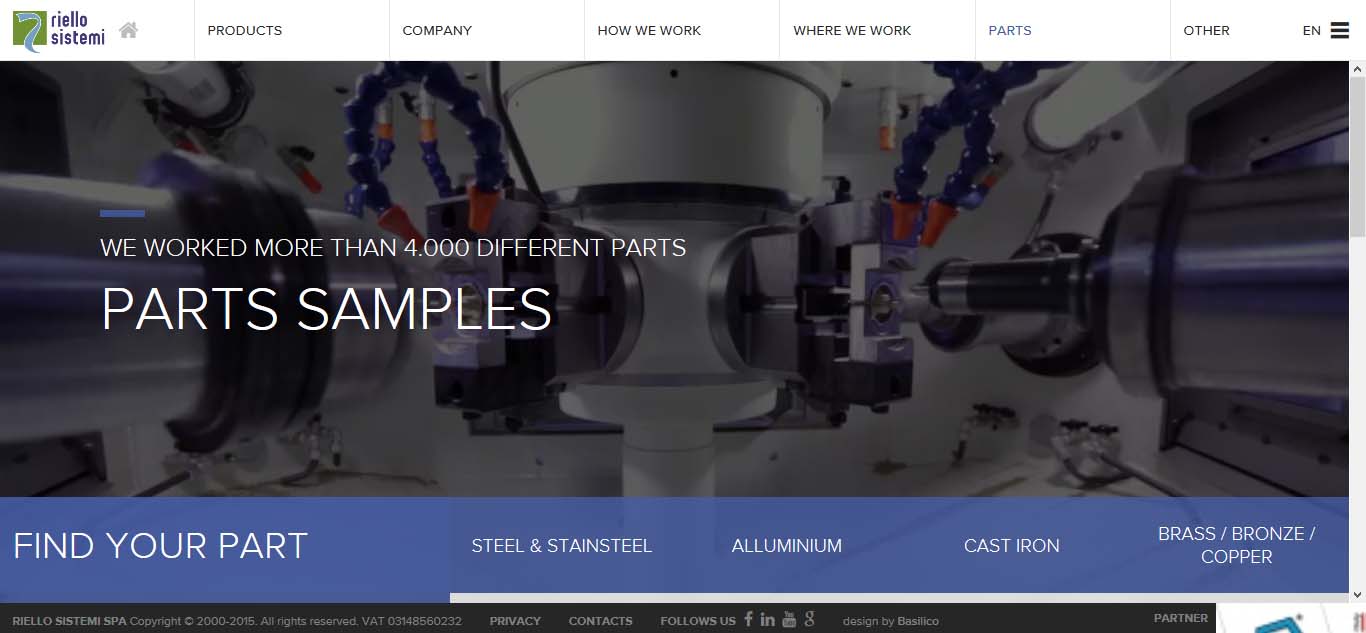 riello
sistemi
PRODUCTS
COMPANY
HOW WE WORK
WHERE WE WORK
PARTS
OTHER
EN
WE WORKED MORE THAN 4.000 DIFFERENT PARTS
PARTS SAMPLES
FIND YOUR PART
STEEL & STAINSTEEL
ALLUMINIUM
CAST IRON
BRASS / BRONZE /
COPPER
RIELLO SISTEMI SPA Copyright © 2000-2015. All rights reserved. VAT 03148560232
PRIVACY
CONTACTS
FOLLOWS US
design by Basilico
PARTNER